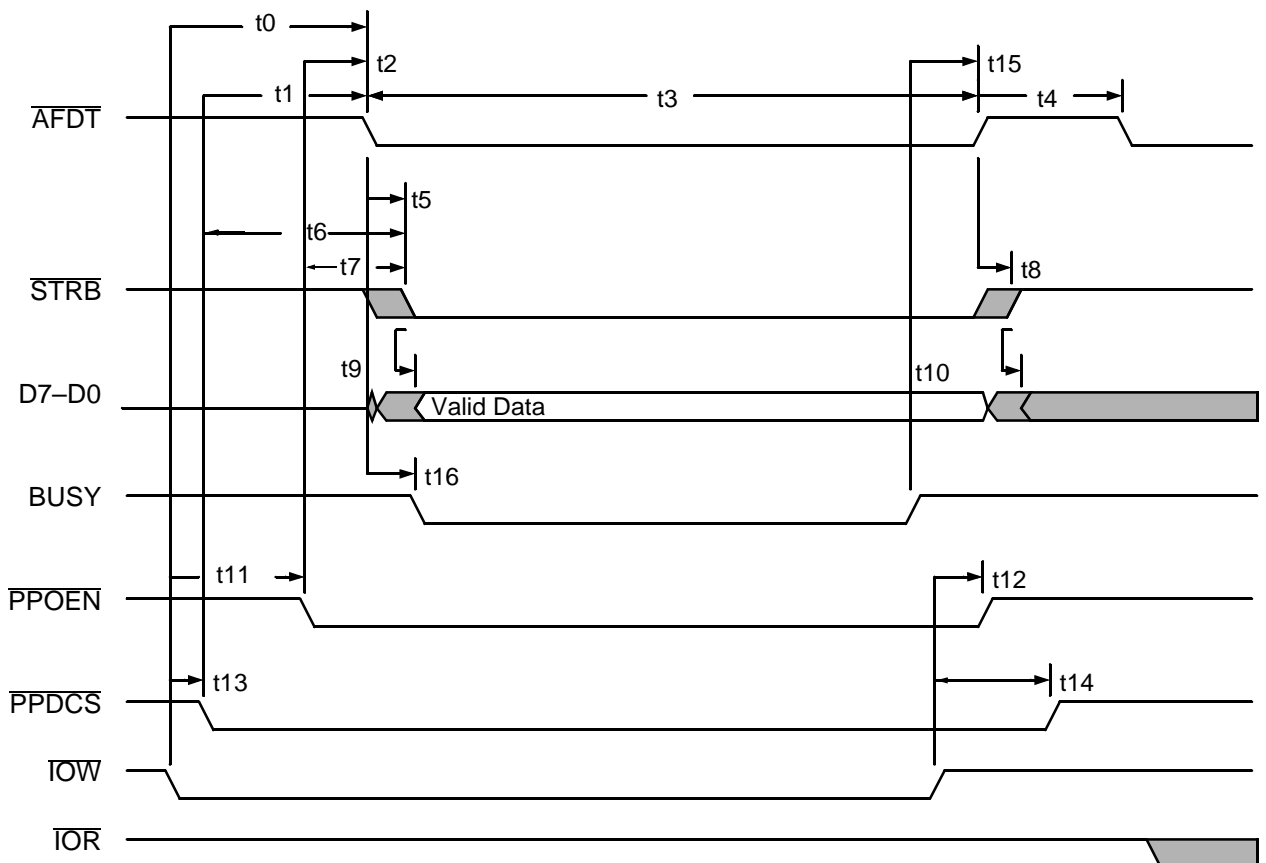 t0
t2
t15
t1
t3
t4
AFDT
t5
t6
t7
t8
STRB
t9
t10
D7–D0
Valid Data
t16
BUSY
t11
t12
PPOEN
t13
t14
PPDCS
IOW
IOR